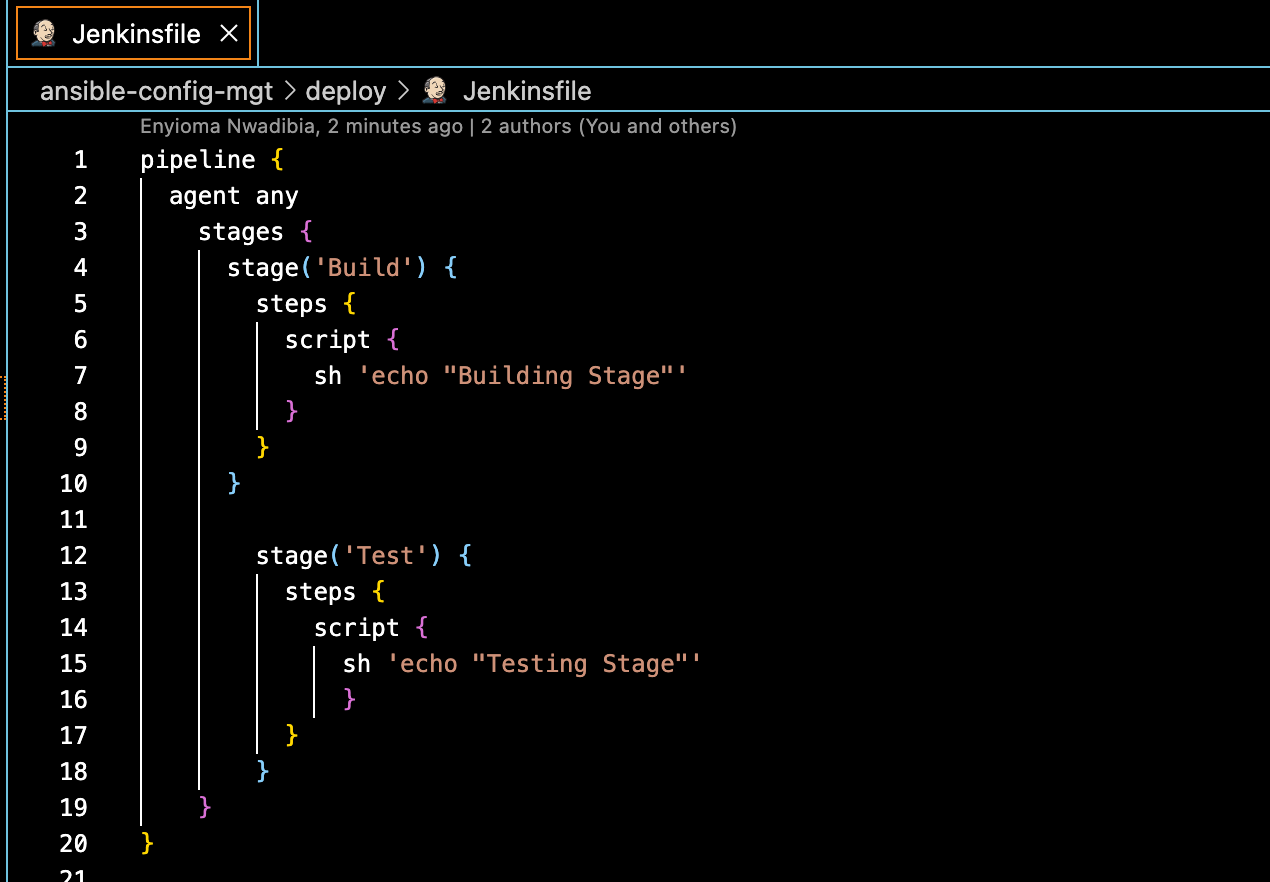 Jenkinsfile
ansible-config-mgt > deploy > Jenkinsfile
Enyioma Nwadibia, 2 minutes ago | 2 authors (You and others)
1 pipeline {
2   agent any
3     stages {
4       stage('Build') {
5         steps {
6           script {
7             sh 'echo "Building Stage"'
8           }
9         }
10       }
11
12         stage('Test') {
13           steps {
14             script {
15               sh 'echo "Testing Stage"'
16               }
17           }
18         }
19     }
20 }
21